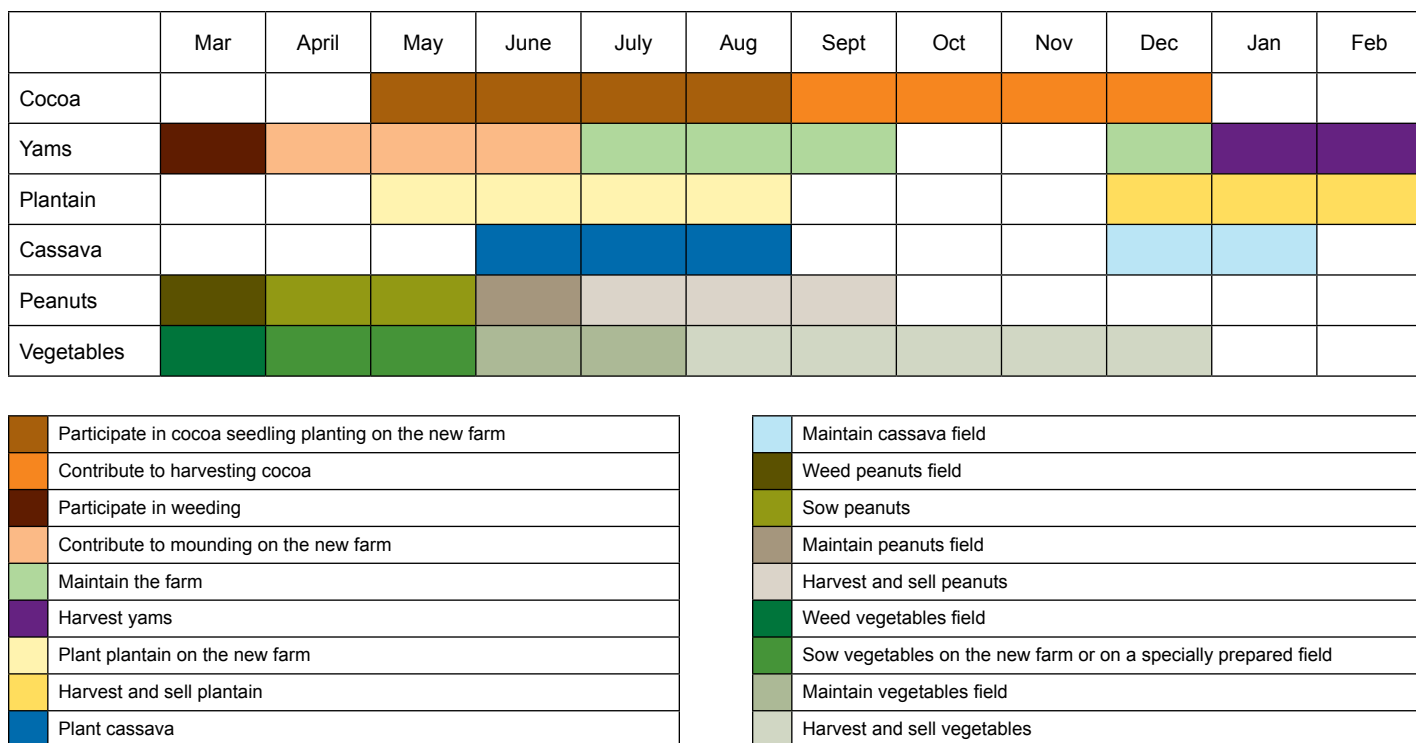 Mar April May June July Aug Sept Oct Nov Dec Jan Feb
Cocoa
Yams
Plantain
Cassava
Peanuts
Vegetables
Participate in cocoa seedling planting on the new farm
Contribute to harvesting cocoa
Participate in weeding
Contribute to mounding on the new farm
Maintain the farm
Harvest yams
Plant plantain on the new farm
Harvest and sell plantain
Plant cassava
Maintain cassava field
Weed peanuts field
Sow peanuts
Maintain peanuts field
Harvest and sell peanuts
Weed vegetables field
Sow vegetables on the new farm or on a specially prepared field
Maintain vegetables field
Harvest and sell vegetables